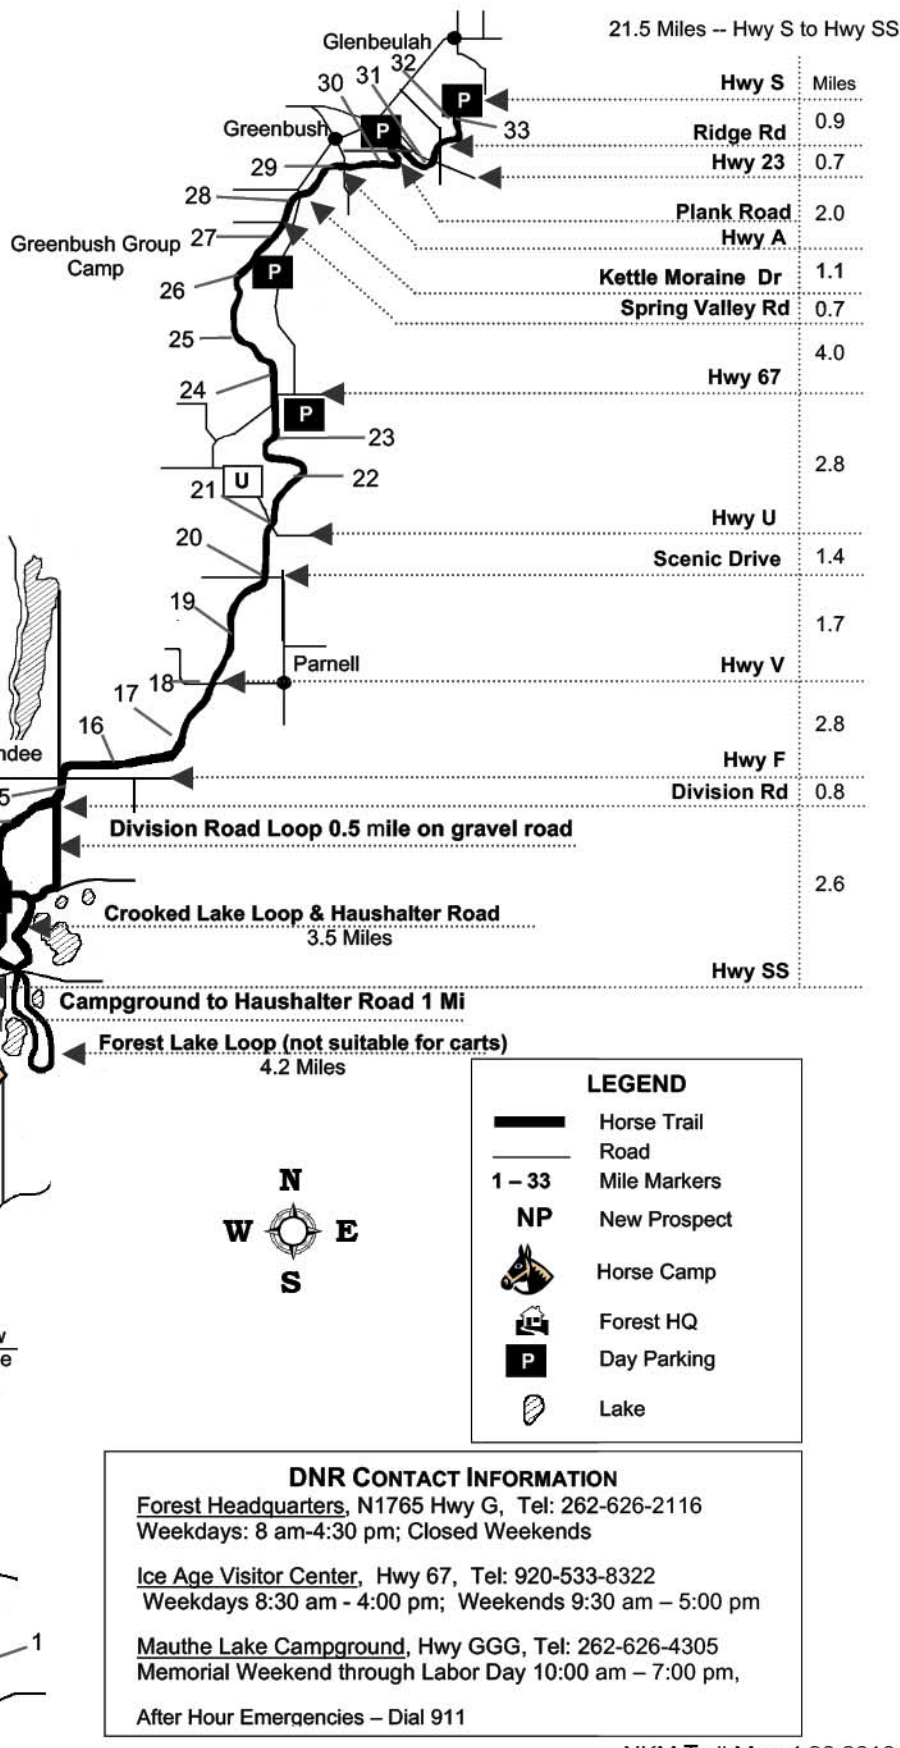 21.5 Miles -- Hwy S to Hwy SS
Glenbeulah
32
31
30
Hwy S
Miles
P
33
0.9
Greenbush
P
Ridge Rd
29
Hwy 23
0.7
28
Plank Road
2.0
27
Hwy A
Greenbush Group
Camp
P
26
Kettle Moraine Dr
1.1
Spring Valley Rd
0.7
25
4.0
24
Hwy 67
P
23
2.8
U
22
21
Hwy U
20
Scenic Drive
1.4
19
1.7
Parnell
Hwy V
18
17
2.8
16
ndee
Hwy F
5
Division Rd
0.8
Division Road Loop 0.5 mile on gravel road
2.6
Crooked Lake Loop & Haushalter Road
3.5 Miles
Hwy SS
Campground to Haushalter Road 1 Mi
Forest Lake Loop (not suitable for carts)
4.2 Miles
LEGEND
Horse Trail
Road
1 – 33 Mile Markers
NP New Prospect
Horse Camp
Forest HQ
P Day Parking
Lake
N
W E
S
e
DNR CONTACT INFORMATION
Forest Headquarters, N1765 Hwy G, Tel: 262-626-2116
Weekdays: 8 am-4:30 pm; Closed Weekends
Ice Age Visitor Center, Hwy 67, Tel: 920-533-8322
Weekdays 8:30 am - 4:00 pm; Weekends 9:30 am – 5:00 pm
Mauthe Lake Campground, Hwy GGG, Tel: 262-626-4305
Memorial Weekend through Labor Day 10:00 am – 7:00 pm,
After Hour Emergencies – Dial 911
1